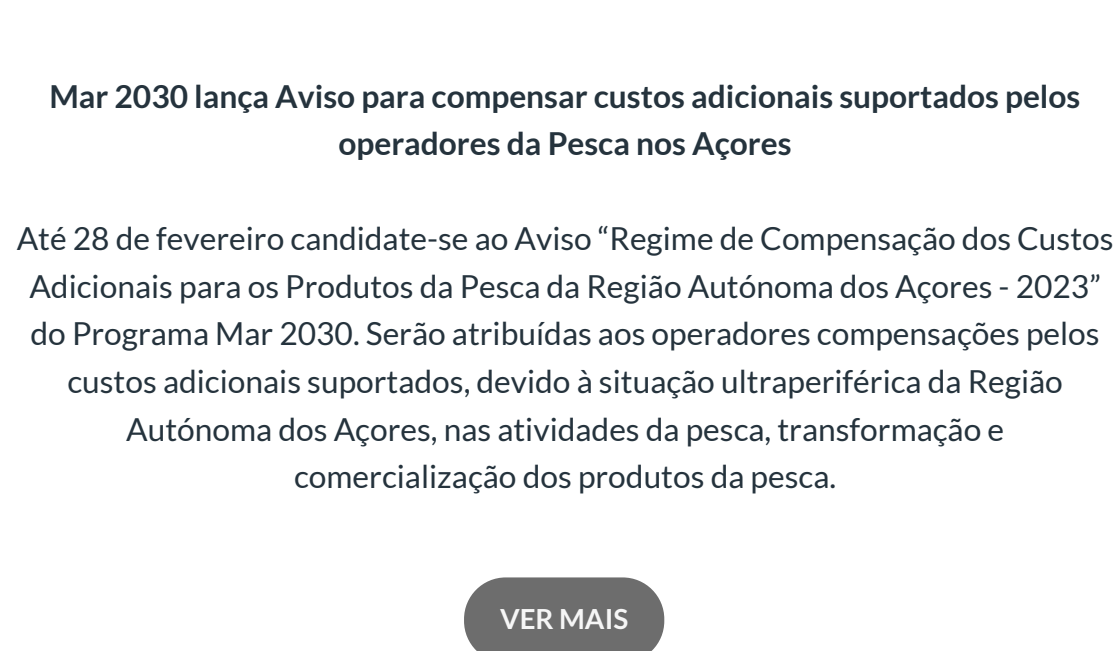 Mar 2030 lança Aviso para compensar custos adicionais suportados pelos
operadores da Pesca nos Açores
Até 28 de fevereiro candidate-se ao Aviso “Regime de Compensação dos Custos
Adicionais para os Produtos da Pesca da Região Autónoma dos Açores - 2023”
do Programa Mar 2030. Serão atribuídas aos operadores compensações pelos
custos adicionais suportados, devido à situação ultraperiférica da Região
Autónoma dos Açores, nas atividades da pesca, transformação e
comercialização dos produtos da pesca.
VER MAIS